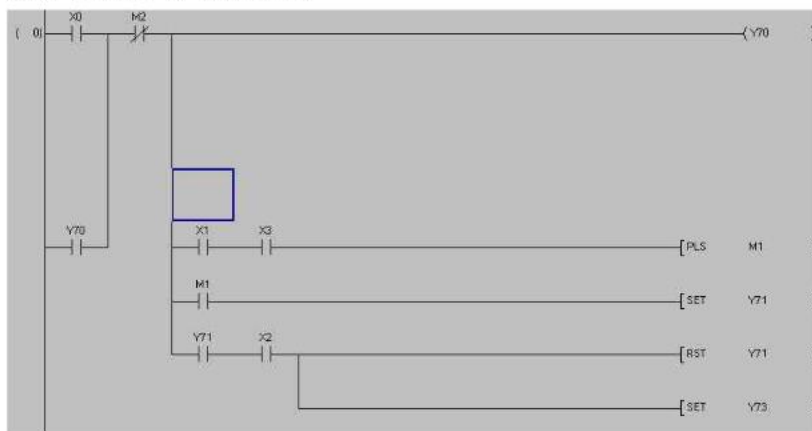 X0 M2
( 0) ( Y70 )
Y70 X1 X3 [ PLS M1
M1
[ SET Y71
Y71 X2
[ RST Y71
[ SET Y73